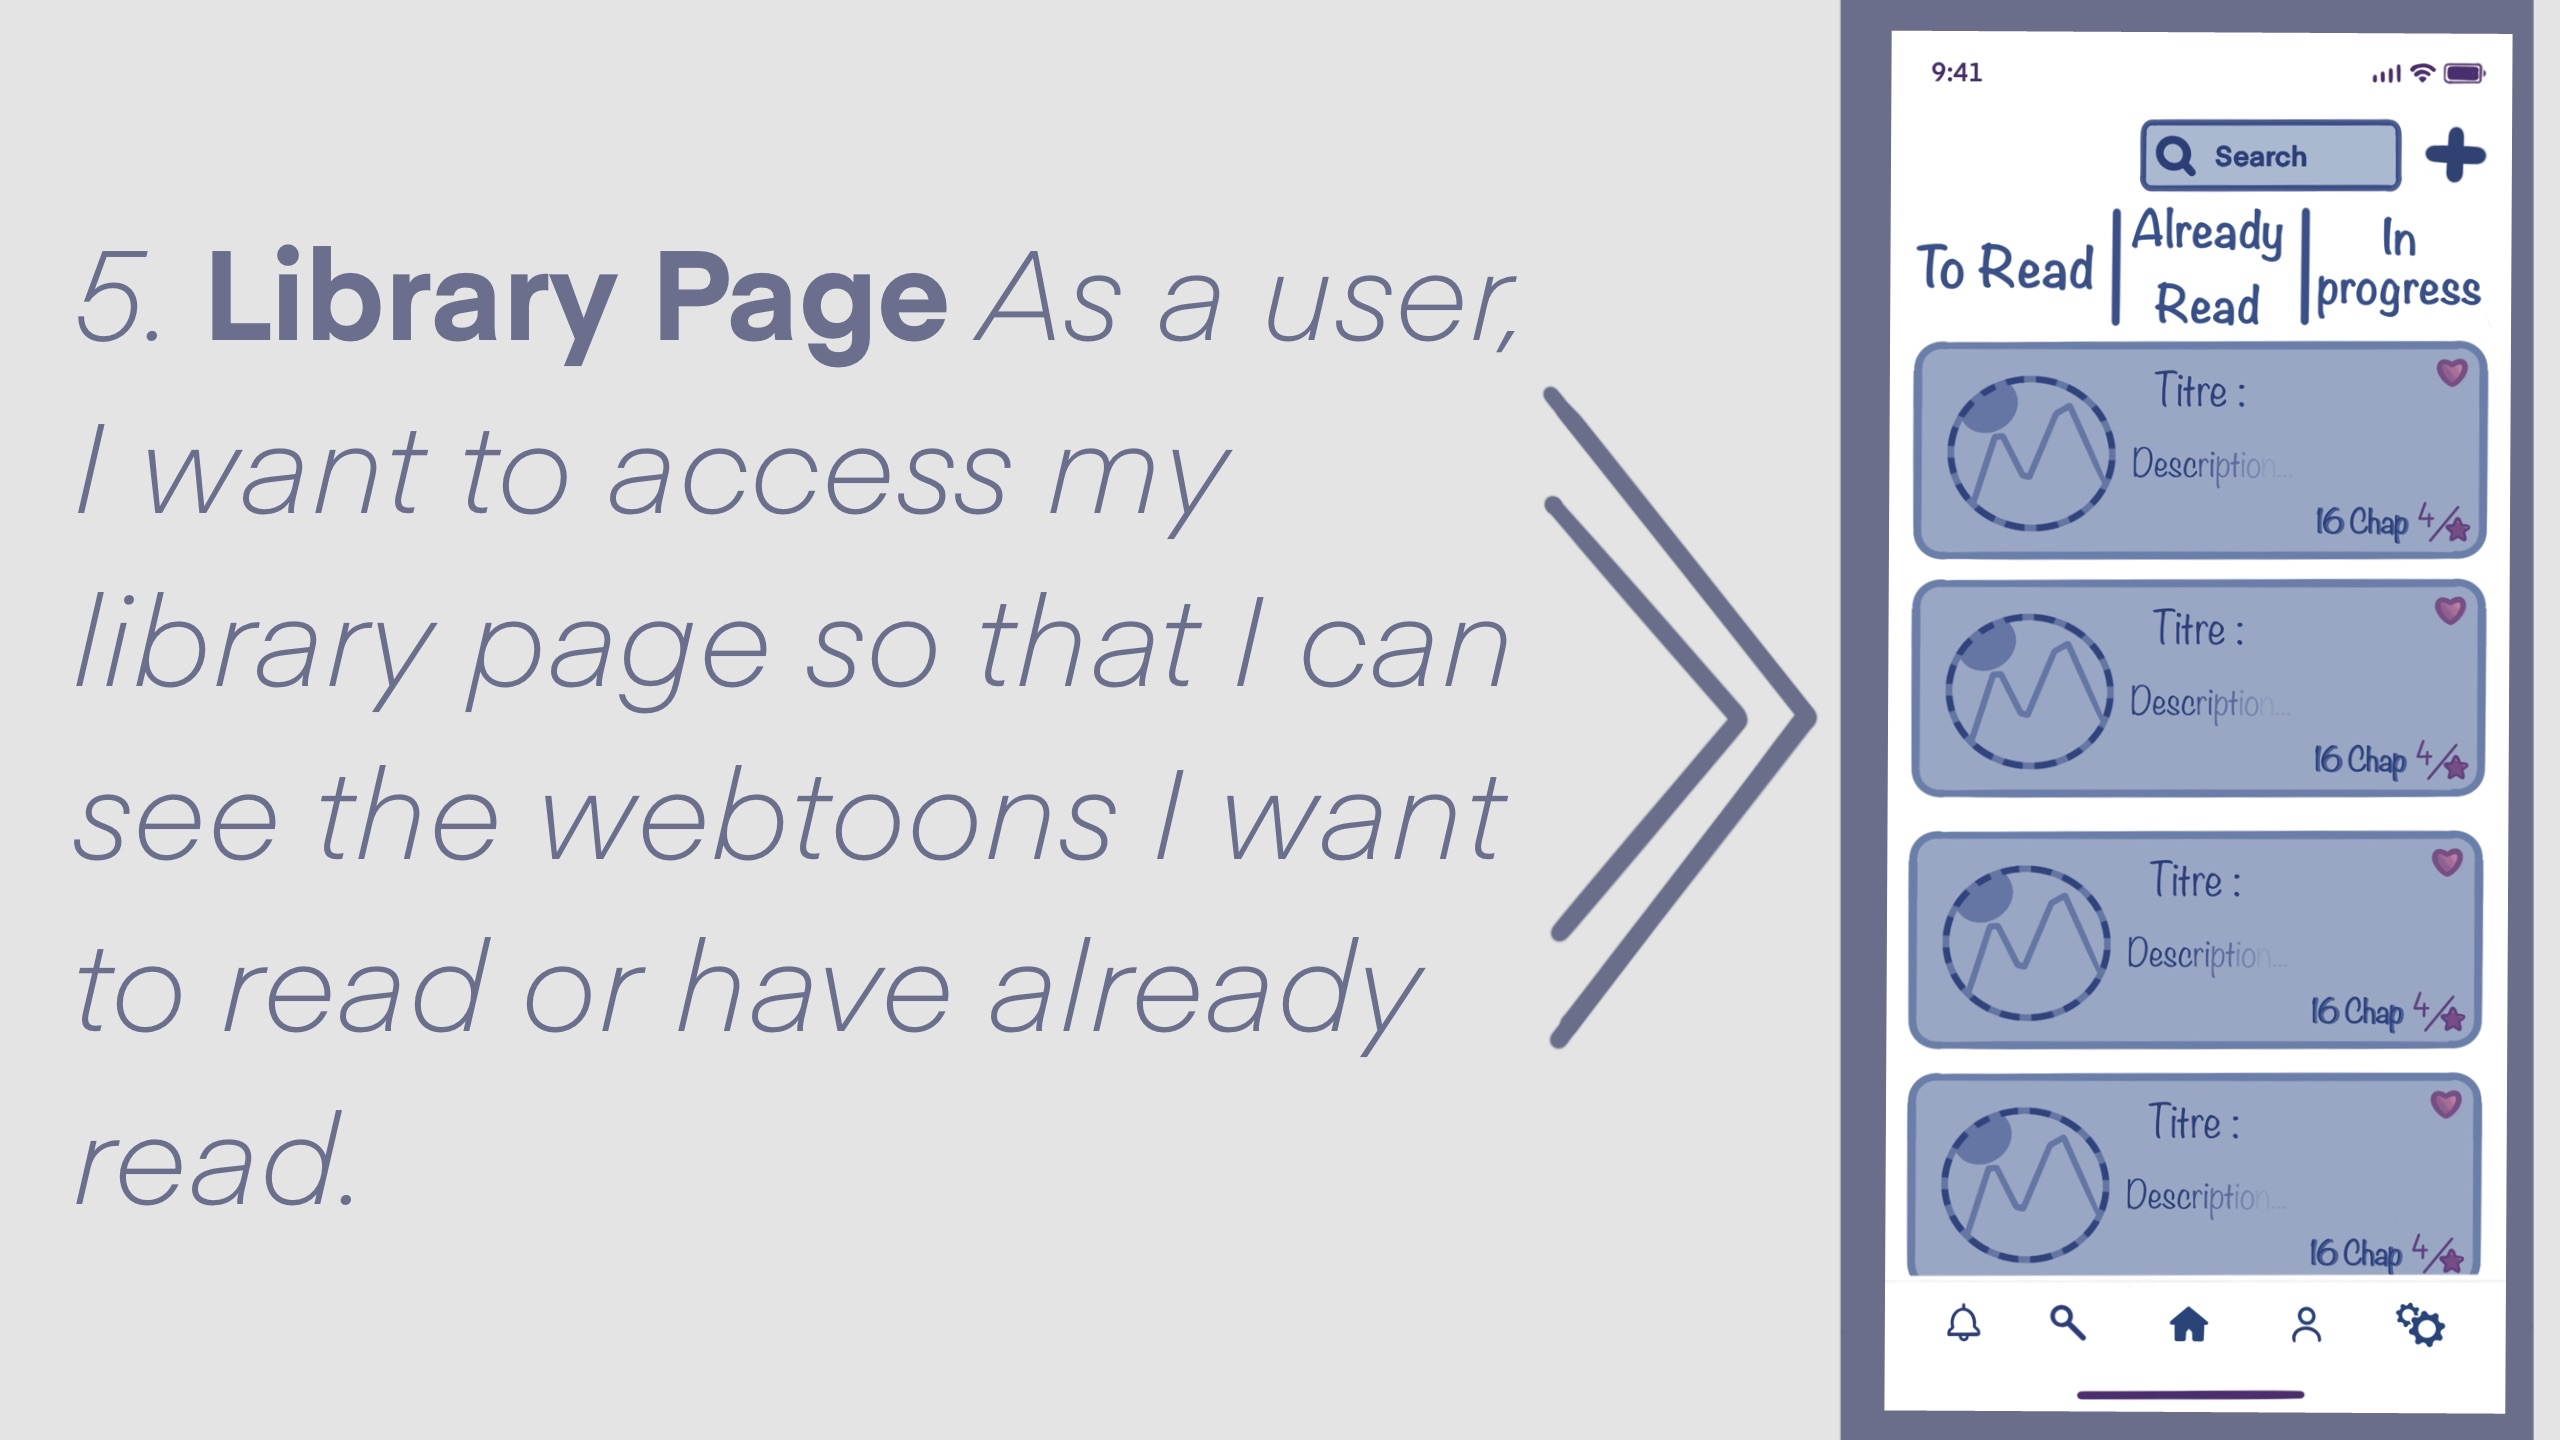 5. Library Page As a user,
I want to access my
library page so that I can
see the webtoons I want
to read or have already
read.
9:41
Search
To Read
Already
Read
In
progress
Titre :
Description...
16 Chap 4/
Titre :
Description...
16 Chap 4/
Titre :
Description...
16 Chap 4/
Titre :
Description...
16 Chap 4/